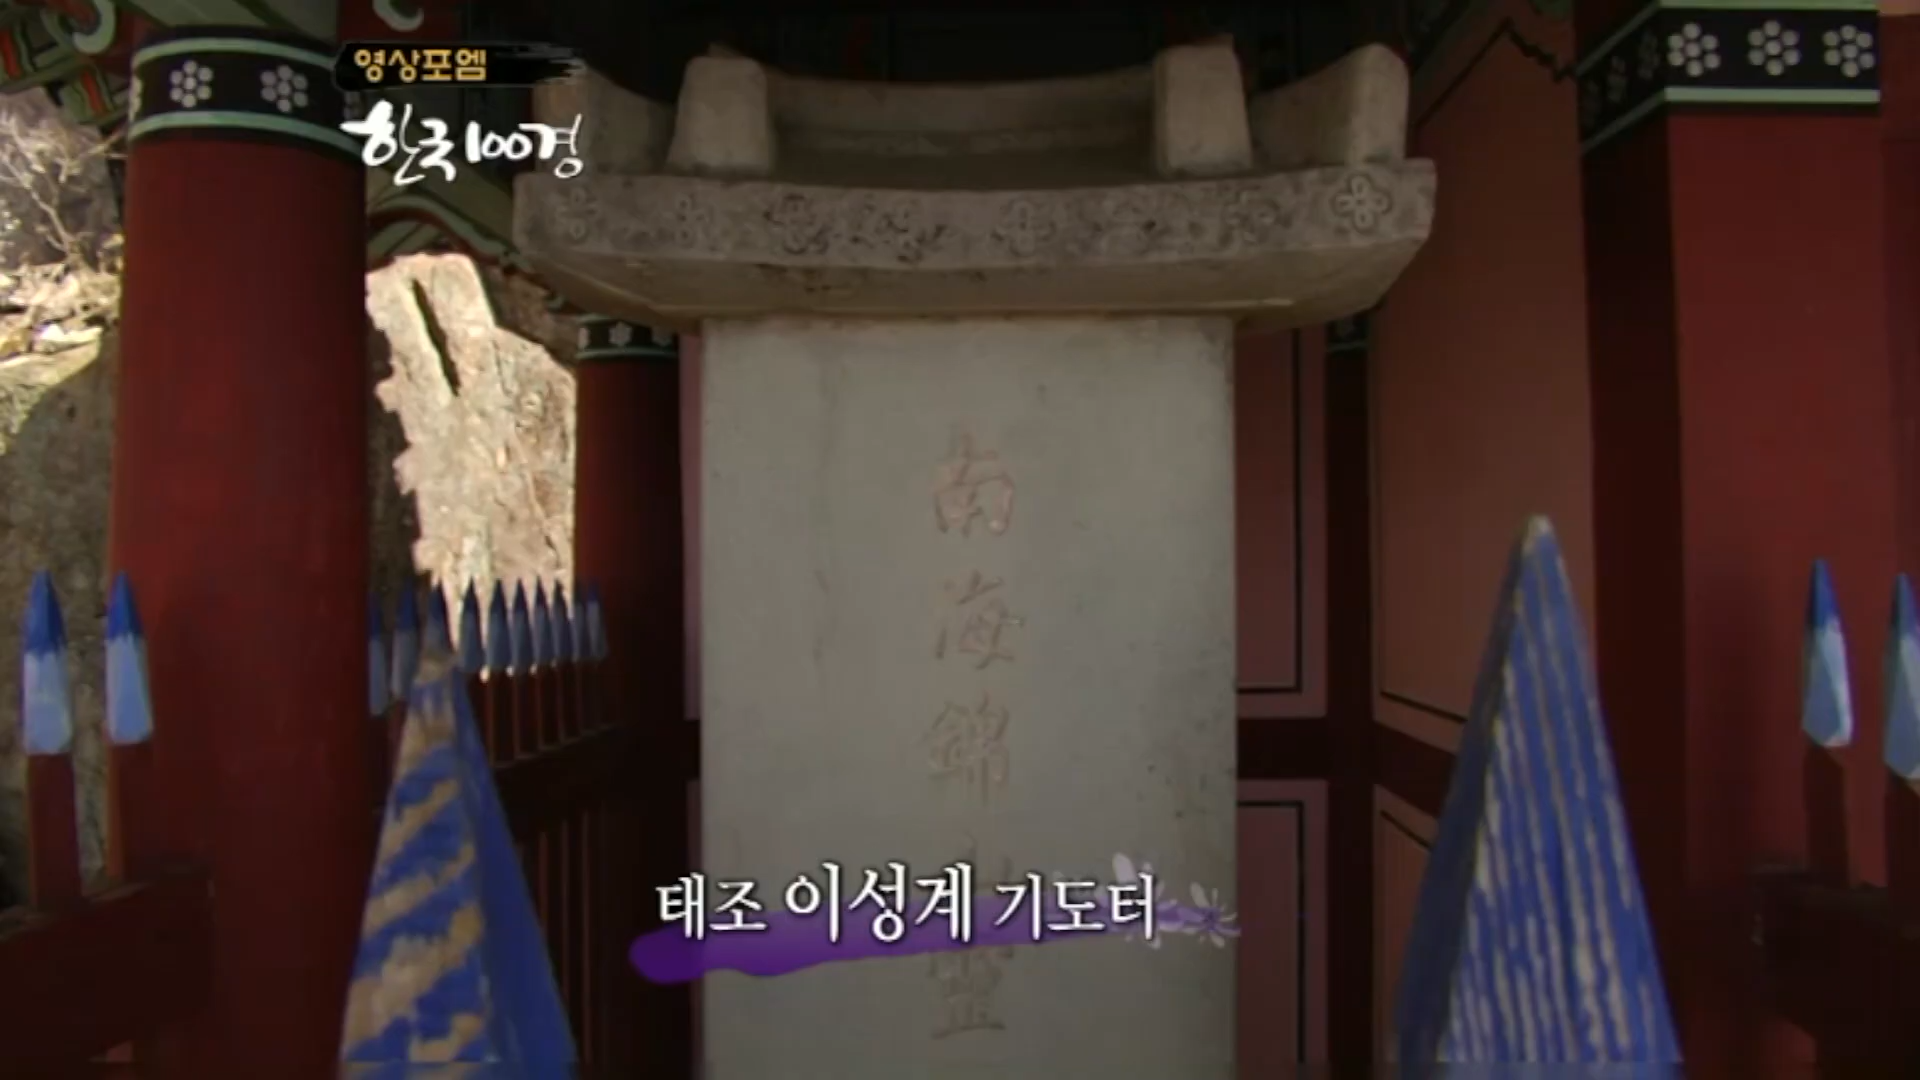 영상포엠
한국100경
南
海
錦
山
靈
태조 이성계 기도터